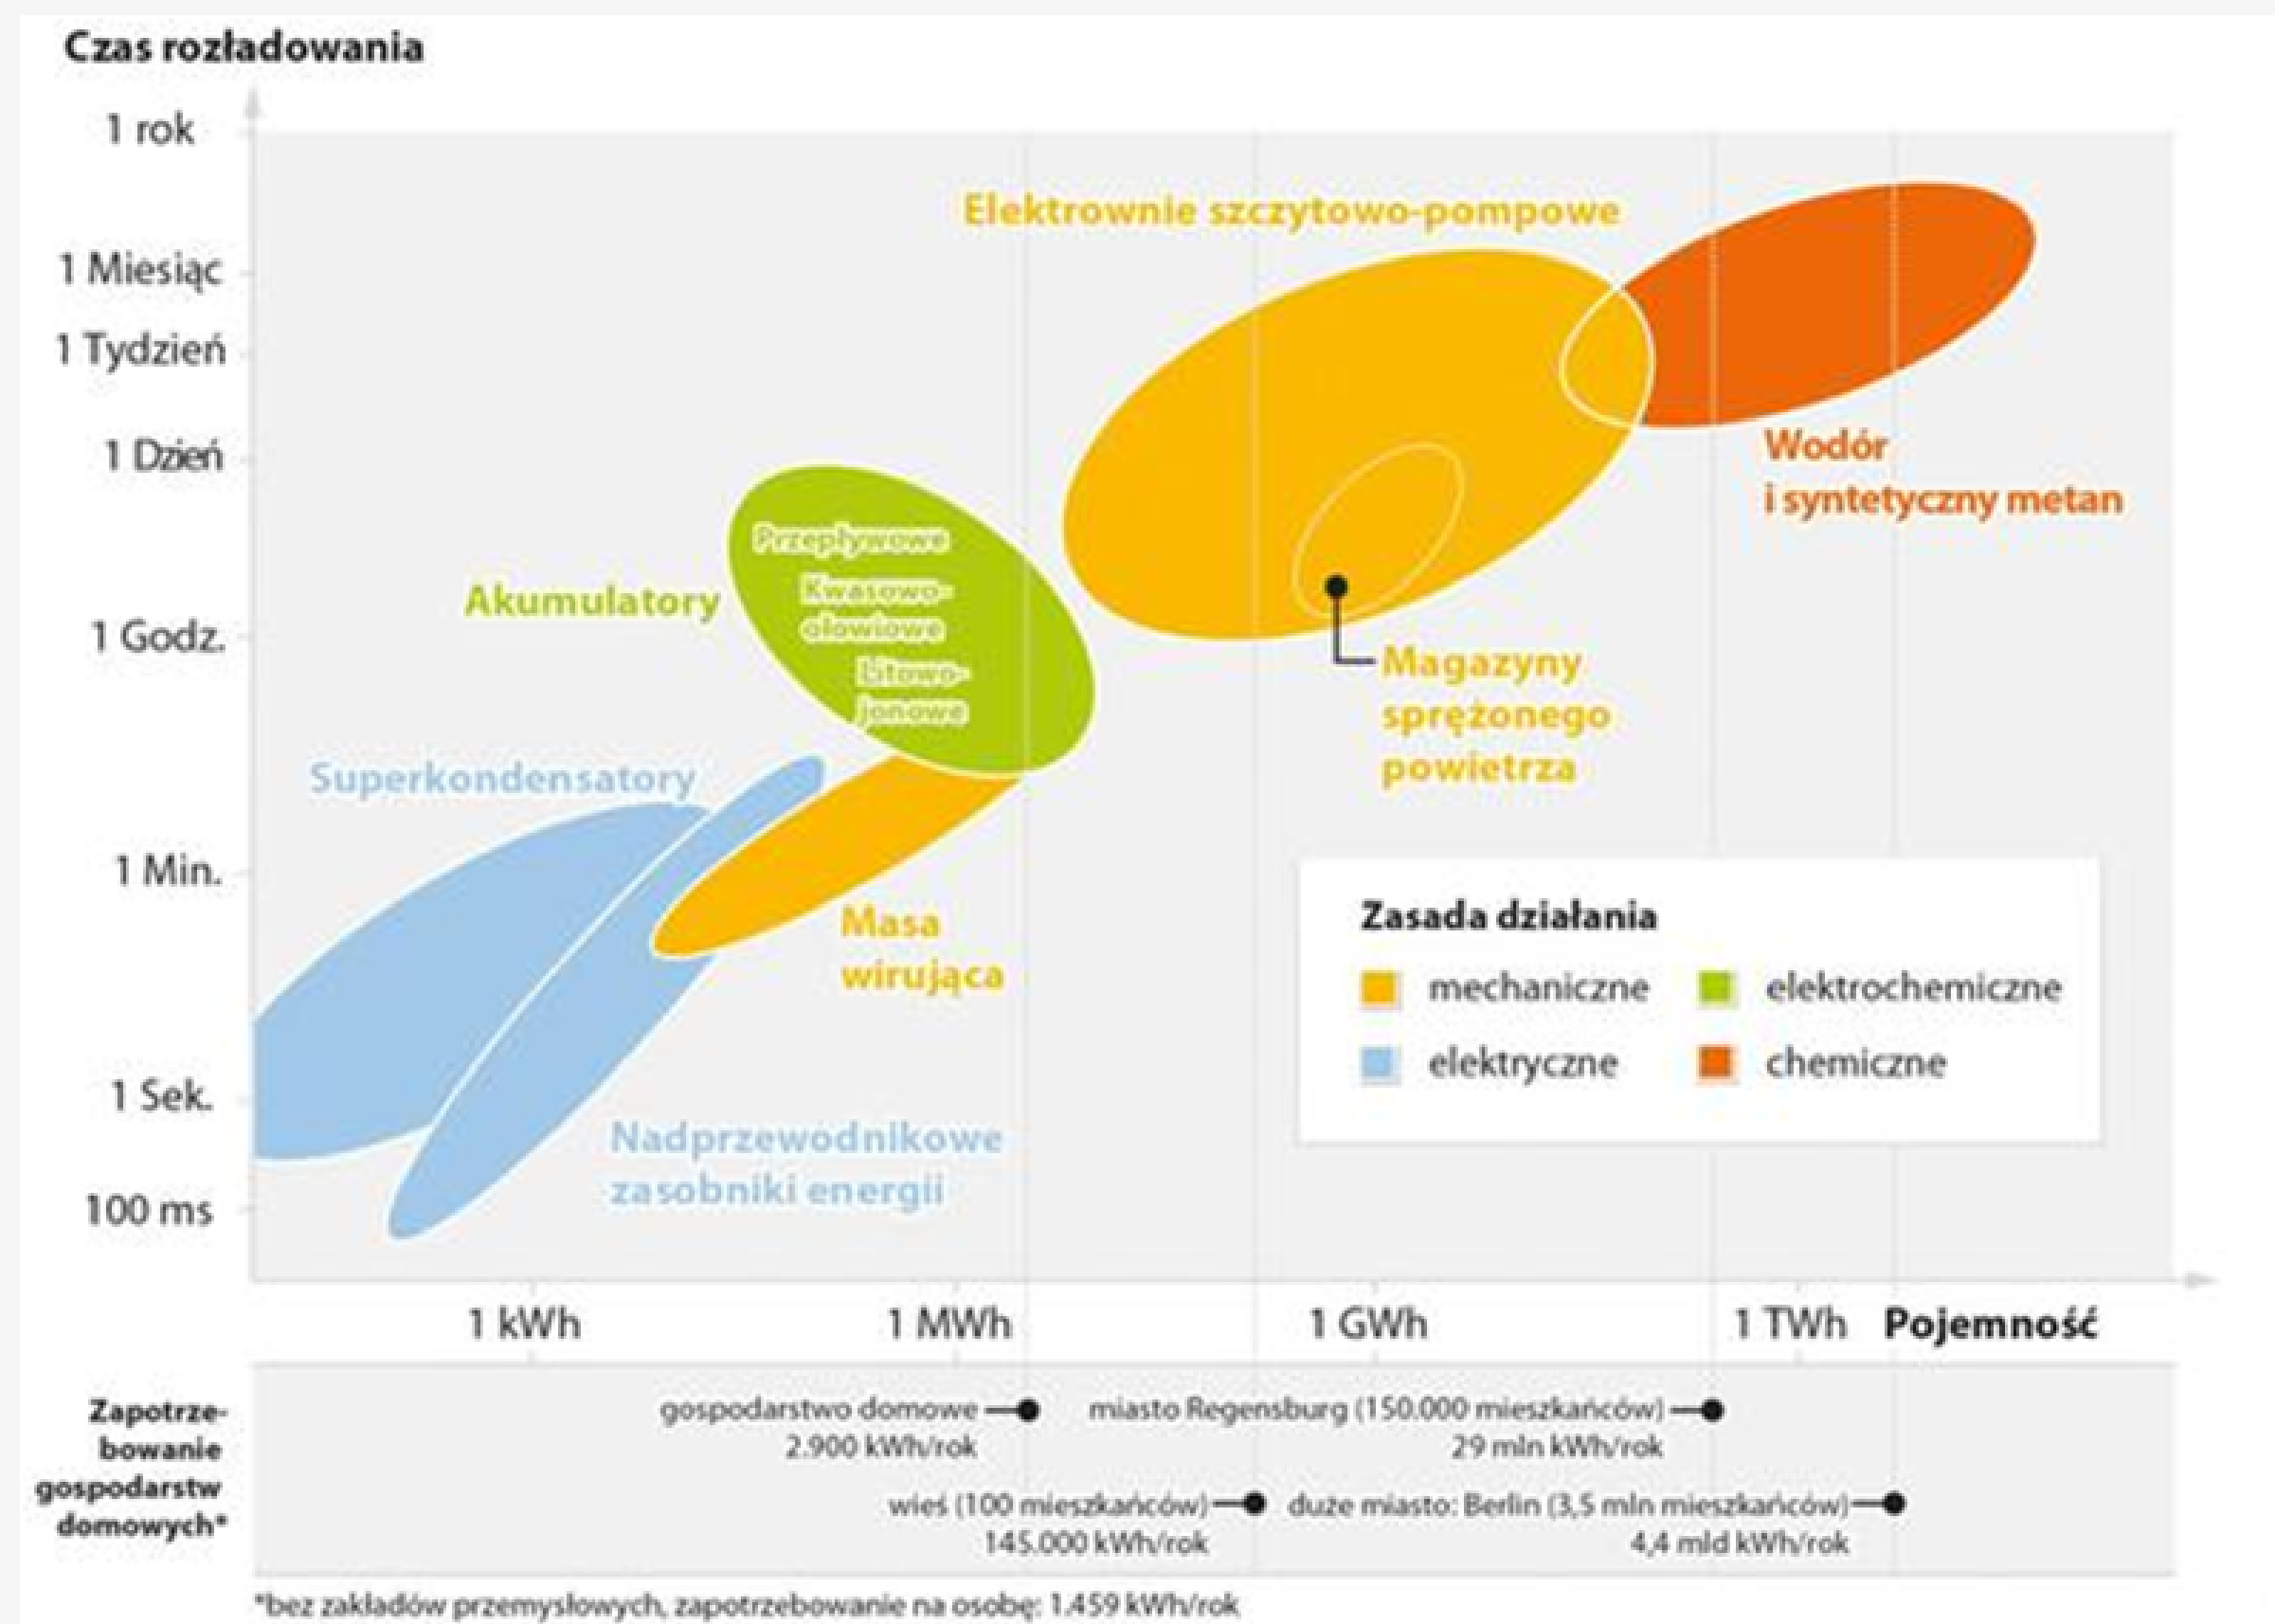 Czas rozładowania
1 rok
1 Miesiąc
1 Tydzień
1 Dzień
1 Godz.
1 Min.
1 Sek.
100 ms
Elektrownie szczytowo-pompowe
Wodór
i syntetyczny metan
Przepływowe
Kwasowo-
ołowiowe
Litowo-
jonowe
Akumulatory
Magazyny
sprężonego
powietrza
Superkondensatory
Masa
wirująca
Nadprzewodnikowe
zasobniki energii
Zasada działania
mechaniczne
elektrochemiczne
elektryczne
chemiczne
1 kWh
1 MWh
1 GWh
1 TWh
Pojemność
Zapotrze-
bowanie
gospodarstw
domowych*
gospodarstwo domowe
2.900 kWh/rok
miasto Regensburg (150.000 mieszkańców)
29 mln kWh/rok
wieś (100 mieszkańców)
145.000 kWh/rok
duże miasto: Berlin (3,5 mln mieszkańców)
4,4 mld kWh/rok
*bez zakładów przemysłowych, zapotrzebowanie na osobę: 1.459 kWh/rok